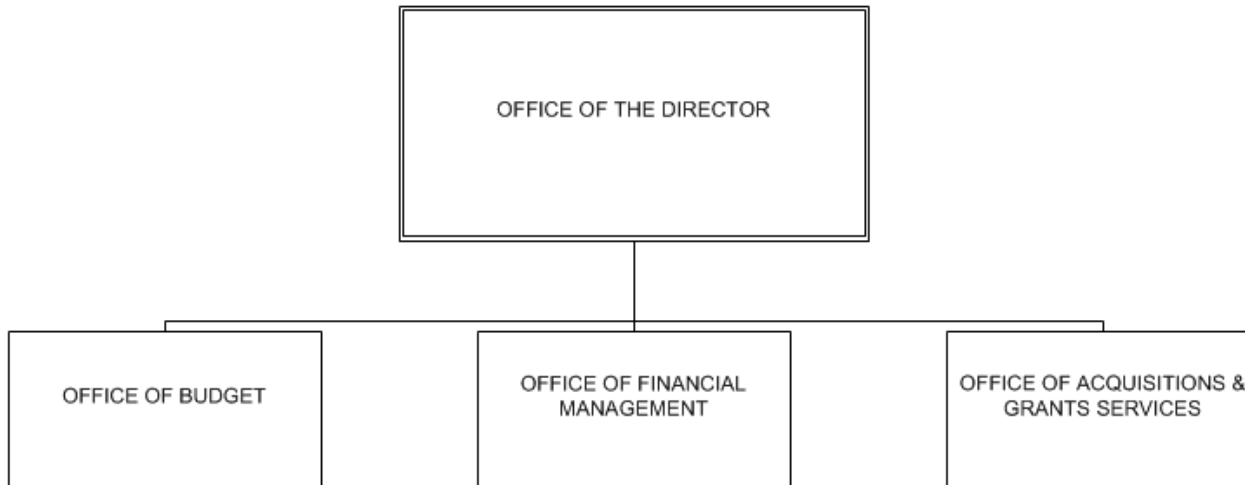 OFFICE OF THE DIRECTOR
OFFICE OF BUDGET
OFFICE OF FINANCIAL
MANAGEMENT
OFFICE OF ACQUISITIONS &
GRANTS SERVICES